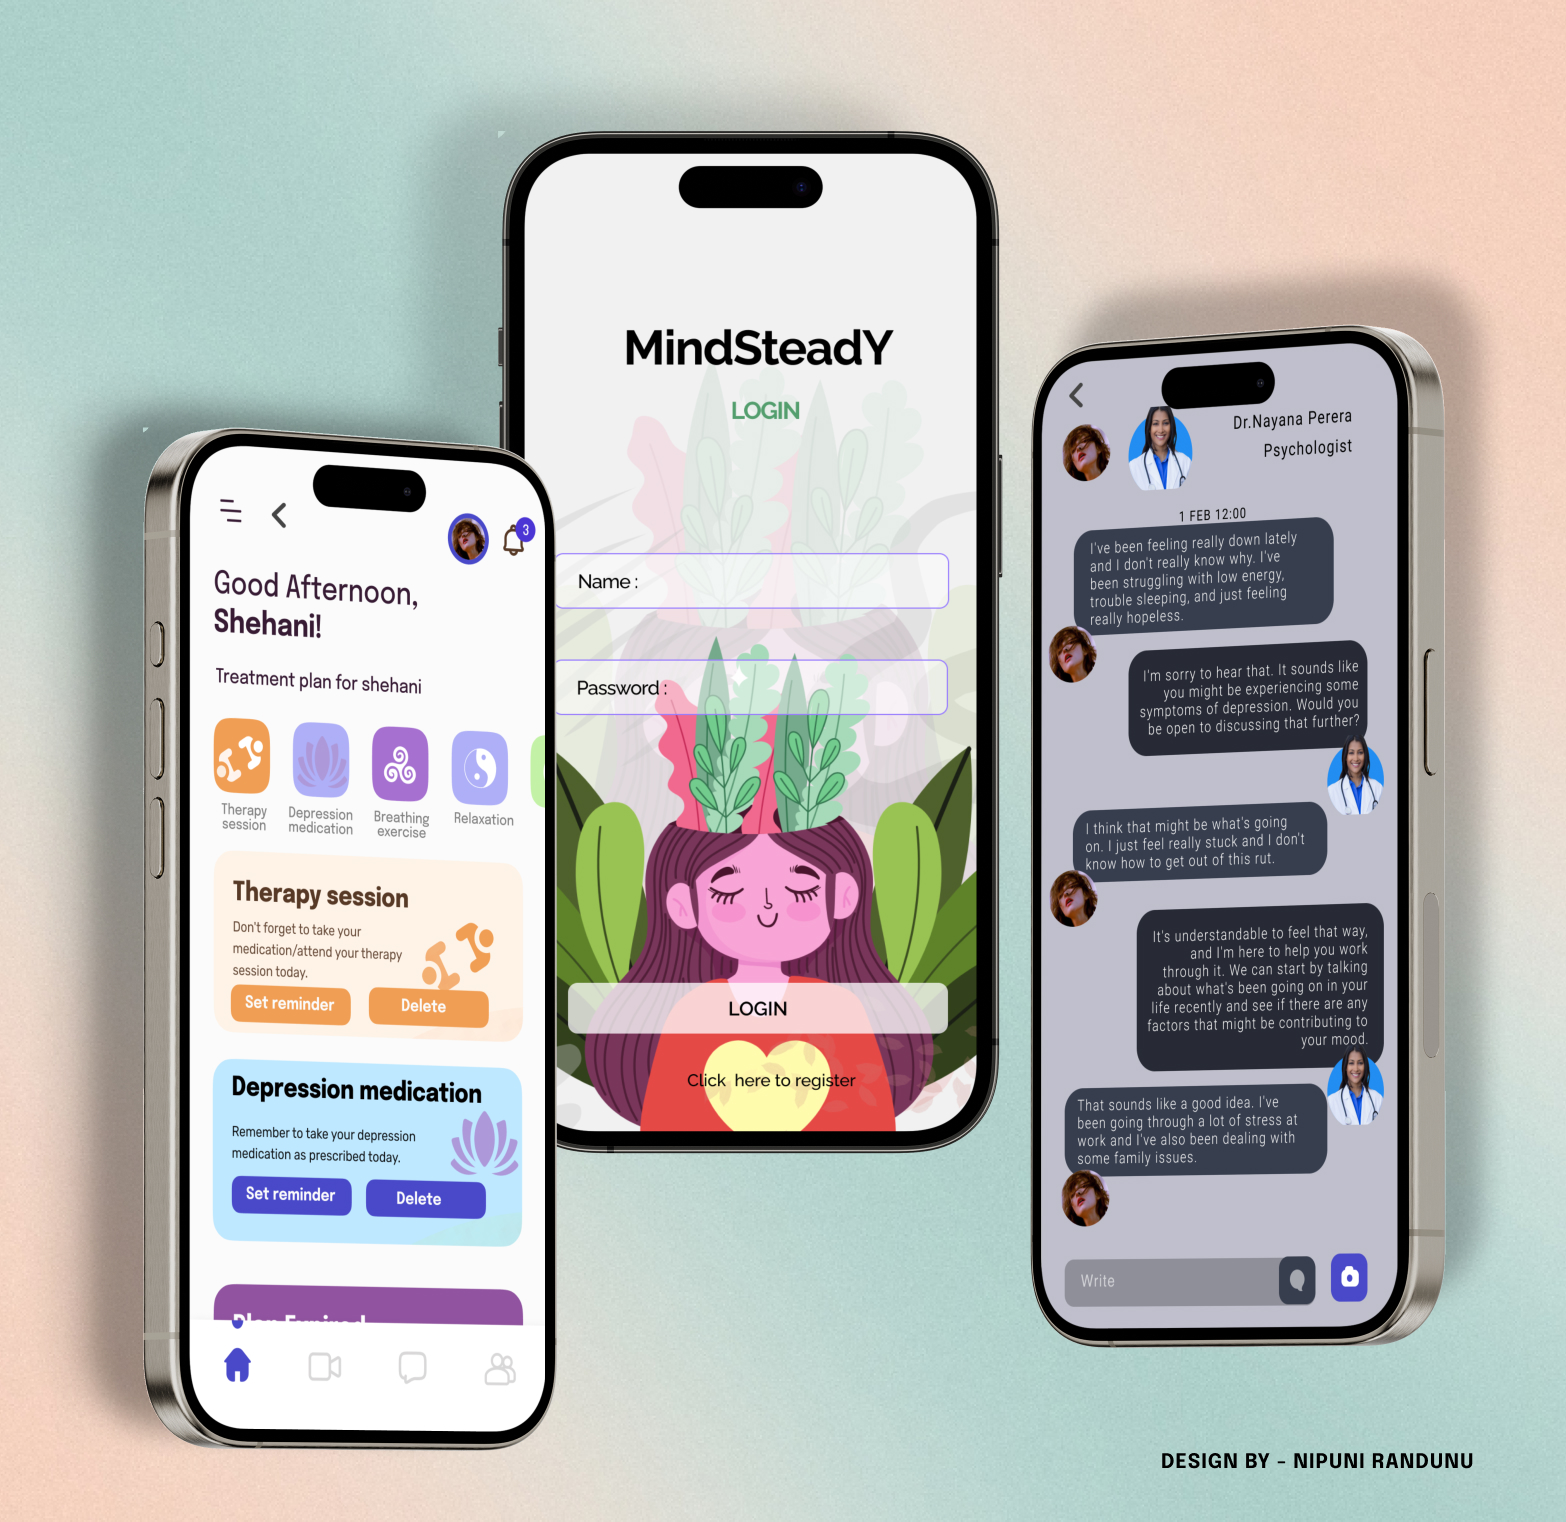 MindSteadY
LOGIN
Name :
Password :
LOGIN
Click here to register
3
Good Afternoon,
Shehani!
Treatment plan for shehani
Therapy
session
Depression
medication
Breathing
exercise
Relaxation
Therapy session
Don't forget to take your
medication/attend your therapy
session today.
Set reminder
Delete
Depression medication
Remember to take your depression
medication as prescribed today.
Set reminder
Delete
Plan Expired
Dr.Nayana Perera
Psychologist
1 FEB 12:00
I've been feeling really down lately
and I don't really know why. I've
been struggling with low energy,
trouble sleeping, and just feeling
really hopeless.
I'm sorry to hear that. It sounds like
you might be experiencing some
symptoms of depression. Would you
be open to discussing that further?
I think that might be what's going
on. I just feel really stuck and I don't
know how to get out of this rut.
It's understandable to feel that way,
and I'm here to help you work
through it. We can start by talking
about what's been going on in your
life recently and see if there are any
factors that might be contributing to
your mood.
That sounds like a good idea. I've
been going through a lot of stress at
work and I've also been dealing with
some family issues.
Write
DESIGN BY - NIPUNI RANDUNU